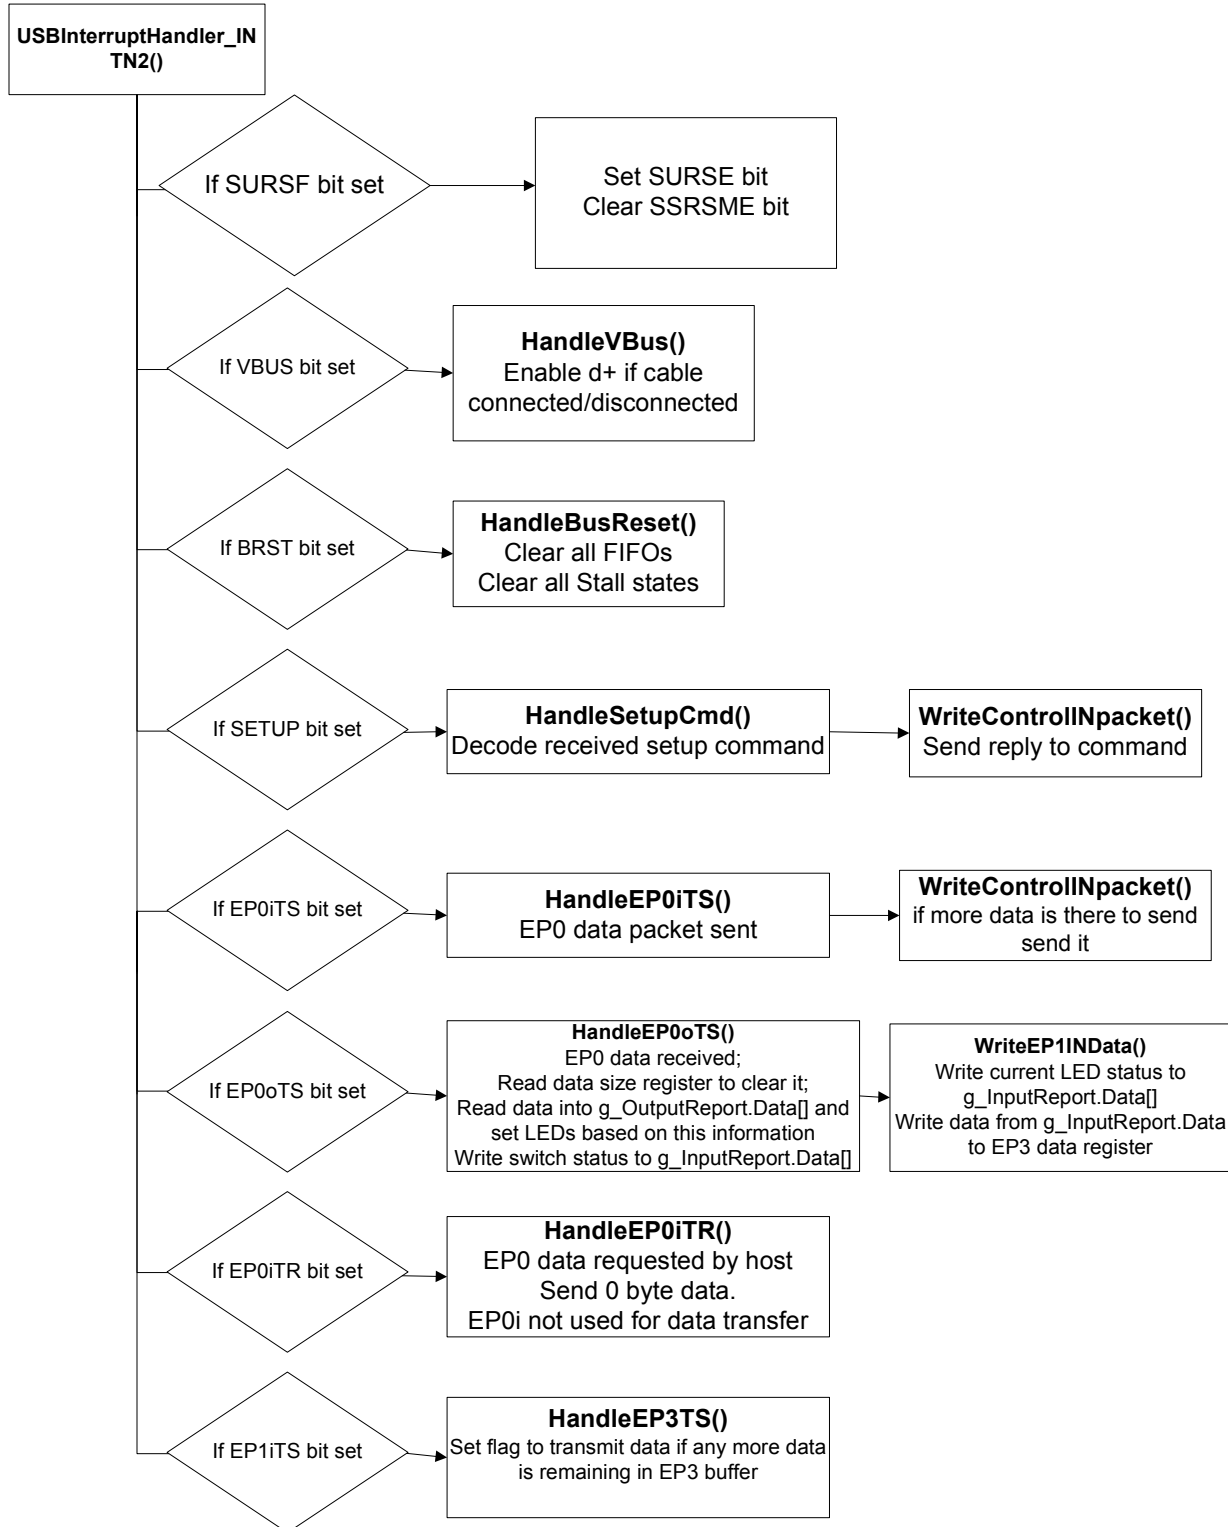 USBInterruptHandler_IN
TN2()
If SURSF bit set
Set SURSE bit
Clear SSRSME bit
If VBUS bit set
HandleVBus()
Enable d+ if cable
connected/disconnected
If BRST bit set
HandleBusReset()
Clear all FIFOs
Clear all Stall states
If SETUP bit set
HandleSetupCmd()
Decode received setup command
WriteControlINpacket()
Send reply to command
If EP0iTS bit set
HandleEP0iTS()
EP0 data packet sent
WriteControlINpacket()
if more data is there to send
send it
If EP0oTS bit set
HandleEP0oTS()
EP0 data received;
Read data size register to clear it;
Read data into g_OutputReport.Data[] and
set LEDs based on this information
Write switch status to g_InputReport.Data[]
WriteEP1INData()
Write current LED status to
g_InputReport.Data[]
Write data from g_InputReport.Data
to EP3 data register
If EP0iTR bit set
HandleEP0iTR()
EP0 data requested by host
Send 0 byte data.
EP0i not used for data transfer
If EP1iTS bit set
HandleEP3TS()
Set flag to transmit data if any more data
is remaining in EP3 buffer